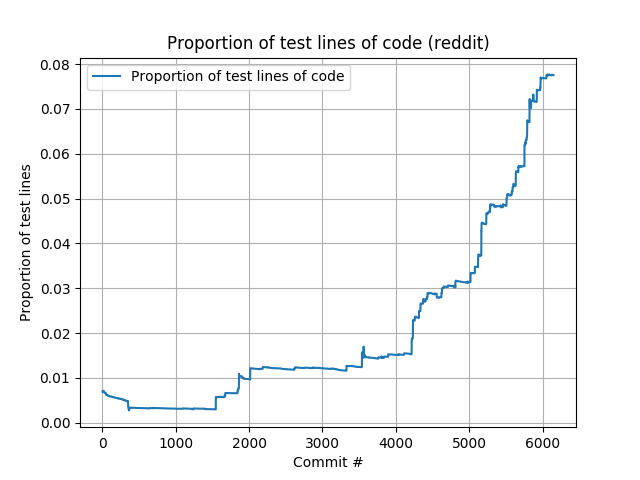 Proportion of test lines of code (reddit)
Proportion of test lines of code
0.08
0.07
0.06
0.05
0.04
0.03
0.02
0.01
0.00
Proportion of test lines
0 1000 2000 3000 4000 5000 6000
Commit #